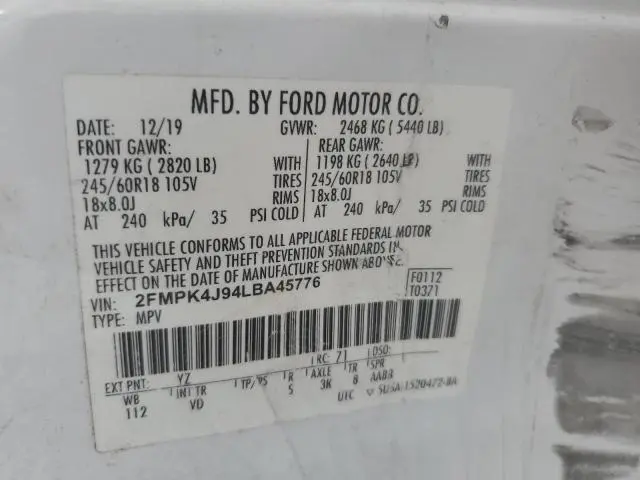 MFD. BY FORD MOTOR CO.
DATE: 12/19 GVWR: 2468 KG ( 5440 LB)
FRONT GAWR: REAR GAWR:
1279 KG ( 2820 LB) WITH 1198 KG ( 2640 LB) WITH
245/60R18 105V TIRES 245/60R18 105V TIRES
18x8.0J RIMS 18x8.0J RIMS
AT 240 kPa/ 35 PSI COLD AT 240 kPa/ 35 PSI COLD
THIS VEHICLE CONFORMS TO ALL APPLICABLE FEDERAL MOTOR
VEHICLE SAFETY AND THEFT PREVENTION STANDARDS IN
EFFECT ON THE DATE OF MANUFACTURE SHOWN ABOVE.
VIN: 2FMPK4J94LBA45776 F0112
TYPE: MPV T0371
EXT PNT: YZ RC: 71 DSO:
WB INT TR TP/PS R AXLE TR SPR
112 VD S 3K 8 AABB
UTC